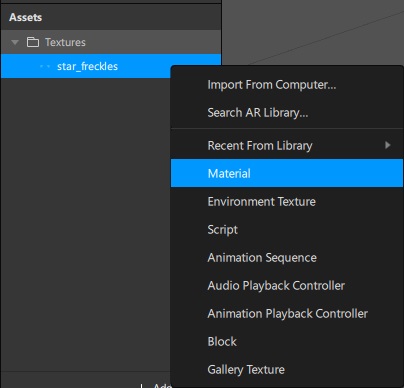 Assets
Textures
star_freckles
Import From Computer...
Search AR Library...
Recent From Library
Material
Environment Texture
Script
Animation Sequence
Audio Playback Controller
Animation Playback Controller
Block
Gallery Texture